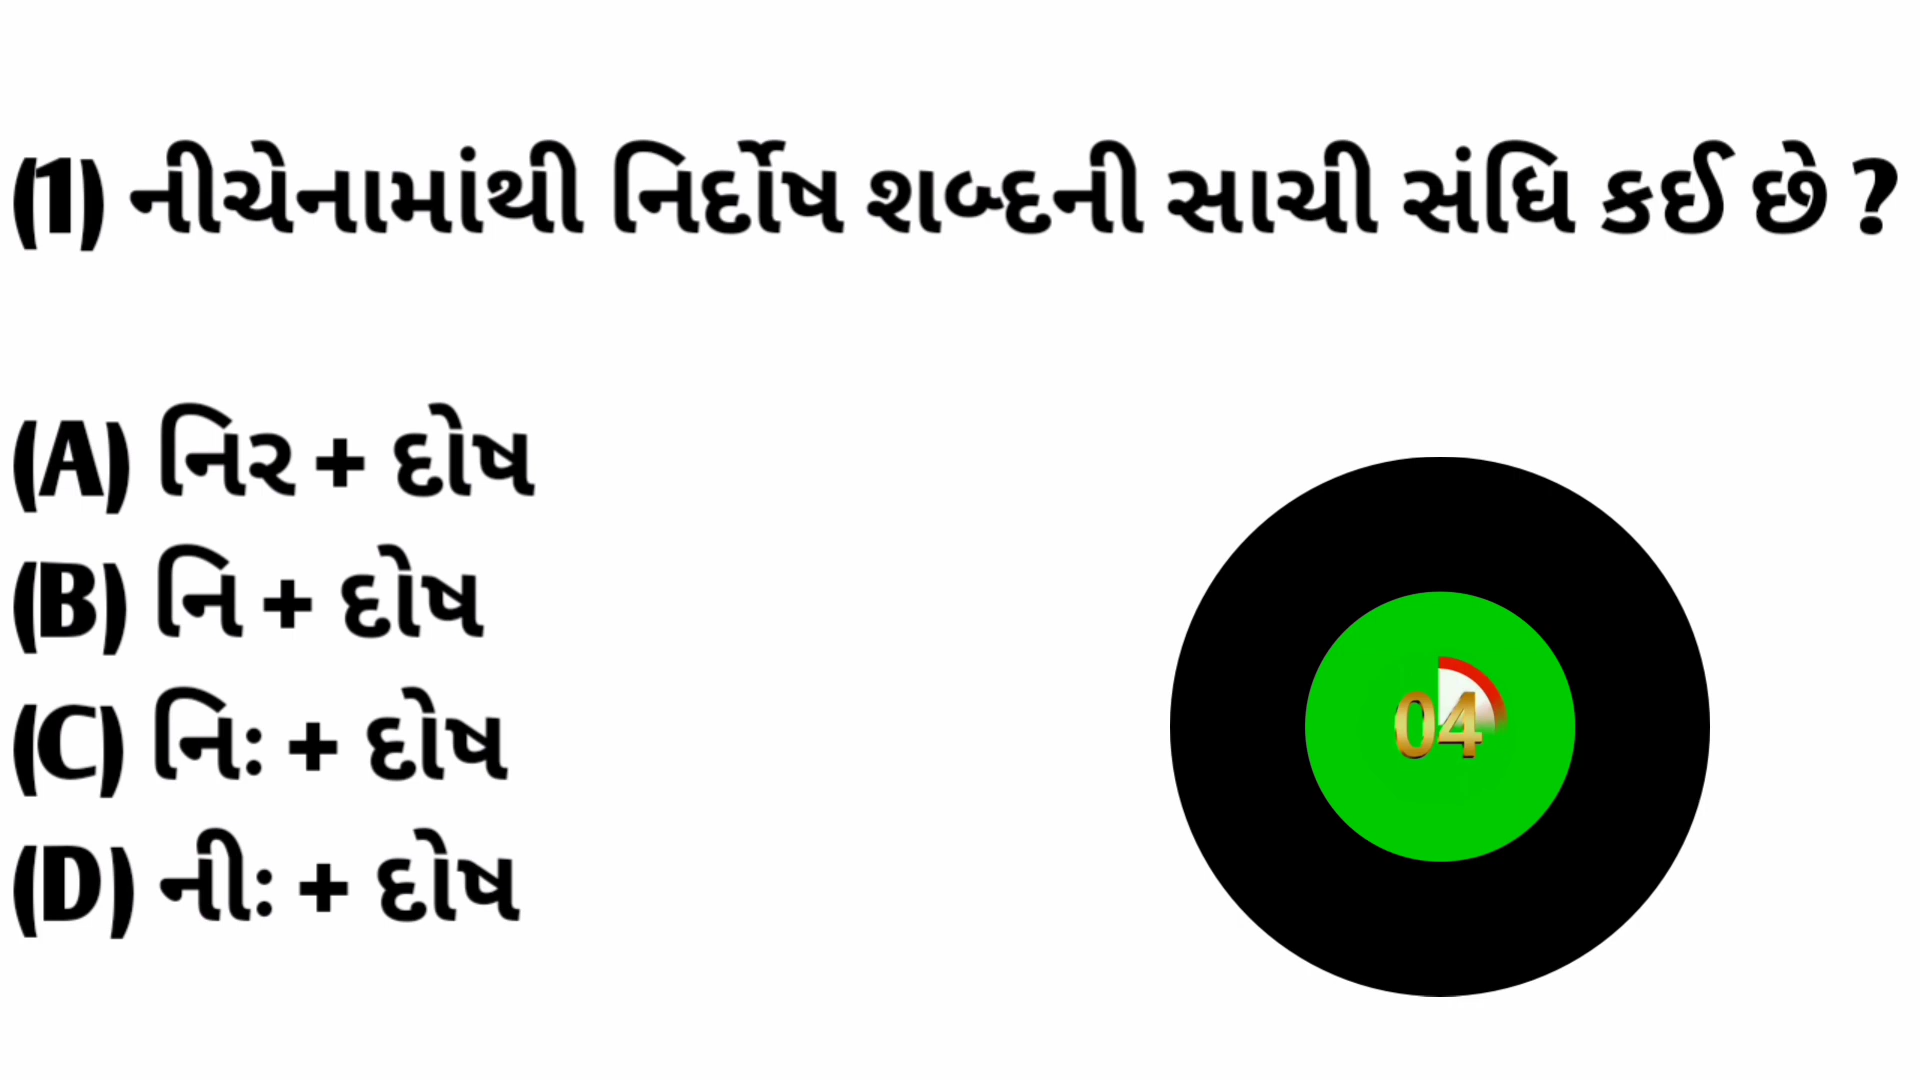 (1) નીચેનામાંથી નિર્દોષ શબ્દની સાચી સંધિ કઈ છે ?
(A) નિર + દોષ
(B) નિ + દોષ
(C) નિઃ + દોષ
(D) નીઃ + દોષ
04